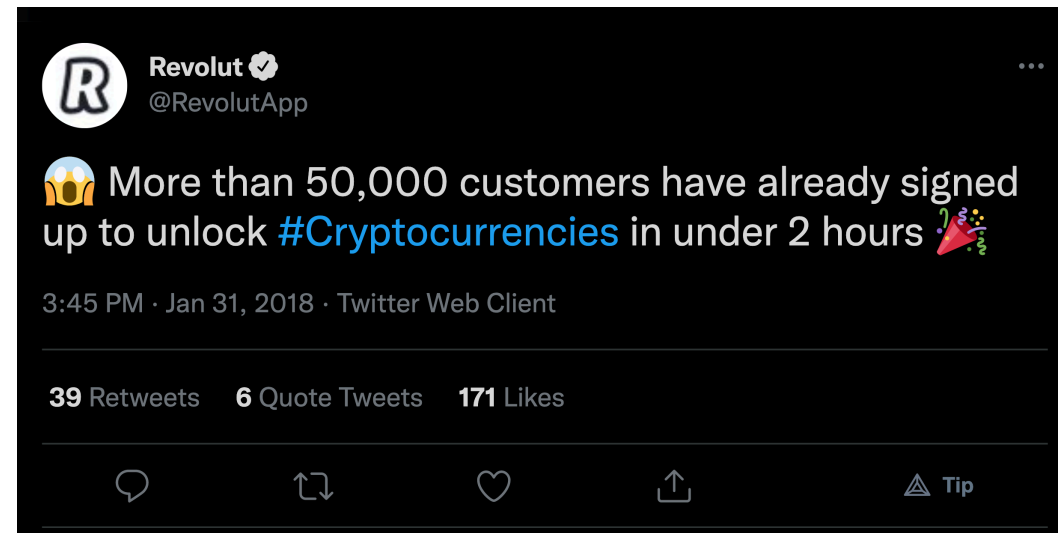 R
Revolut
@RevolutApp
😱 More than 50,000 customers have already signed
up to unlock #Cryptocurrencies in under 2 hours 🎉
3:45 PM · Jan 31, 2018 · Twitter Web Client
39 Retweets 6 Quote Tweets 171 Likes
Tip